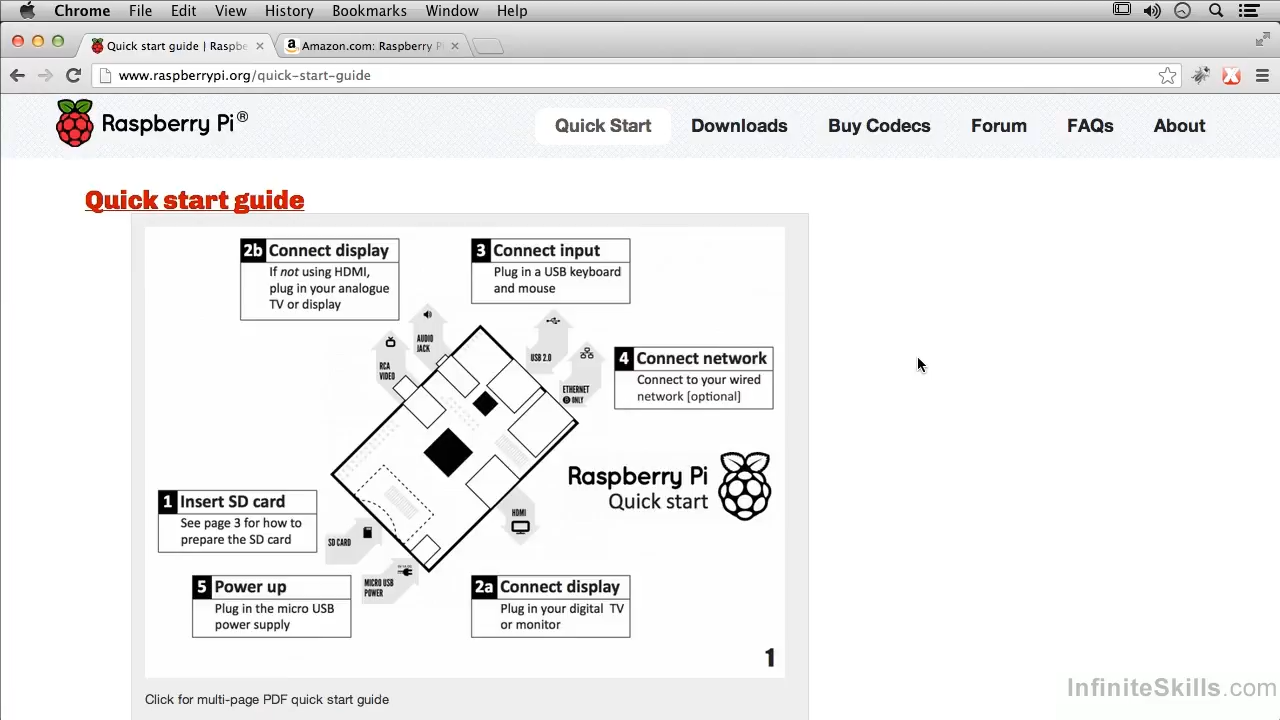 Chrome File Edit View History Bookmarks Window Help
Quick start guide | Raspbe
Amazon.com: Raspberry P
www.raspberrypi.org/quick-start-guide
Raspberry Pi®
Quick Start Downloads Buy Codecs Forum FAQs About
Quick start guide
2b Connect display
If not using HDMI,
plug in your analogue
TV or display
3 Connect input
Plug in a USB keyboard
and mouse
AUDIO
JACK
RCA
VIDEO
USB 2.0
ETHERNET
B ONLY
4 Connect network
Connect to your wired
network [optional]
Raspberry Pi
Quick start
1 Insert SD card
See page 3 for how to
prepare the SD card
SD CARD
HDMI
MICRO USB
POWER
5 Power up
Plug in the micro USB
power supply
2a Connect display
Plug in your digital TV
or monitor
1
Click for multi-page PDF quick start guide
InfiniteSkills.com